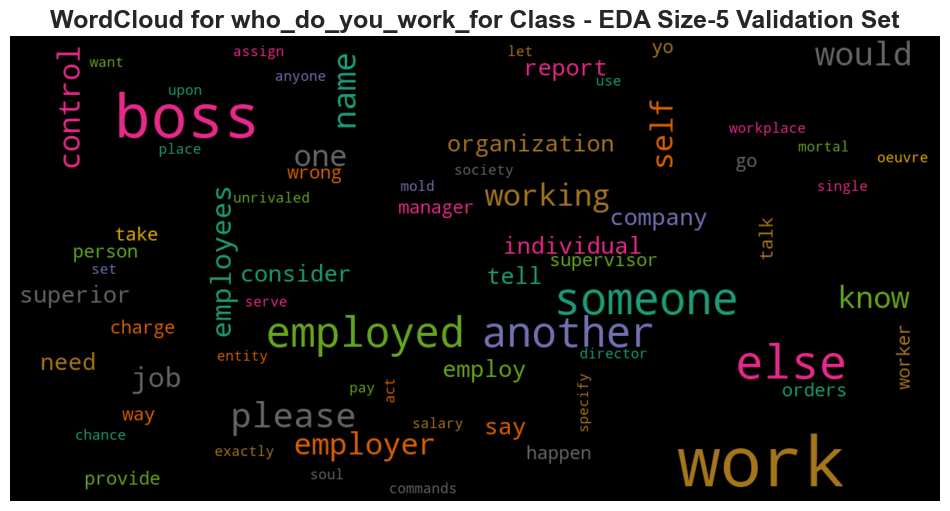 WordCloud for who_do_you_work_for Class - EDA Size-5 Validation Set
assign
let
yo
would
want
control
name
anyone
report
use
upon
boss
self
workplace
place
one
organization
mortal
oeuvre
go
wrong
society
mold
single
unrivaled
working
manager
company
employees
take
talk
person
individual
supervisor
set
consider
tell
superior
serve
someone
know
charge
employed
another
worker
entity
director
need
else
job
employ
orders
pay
act
specify
way
please
salary
say
chance
employer
exactly
happen
work
provide
soul
commands